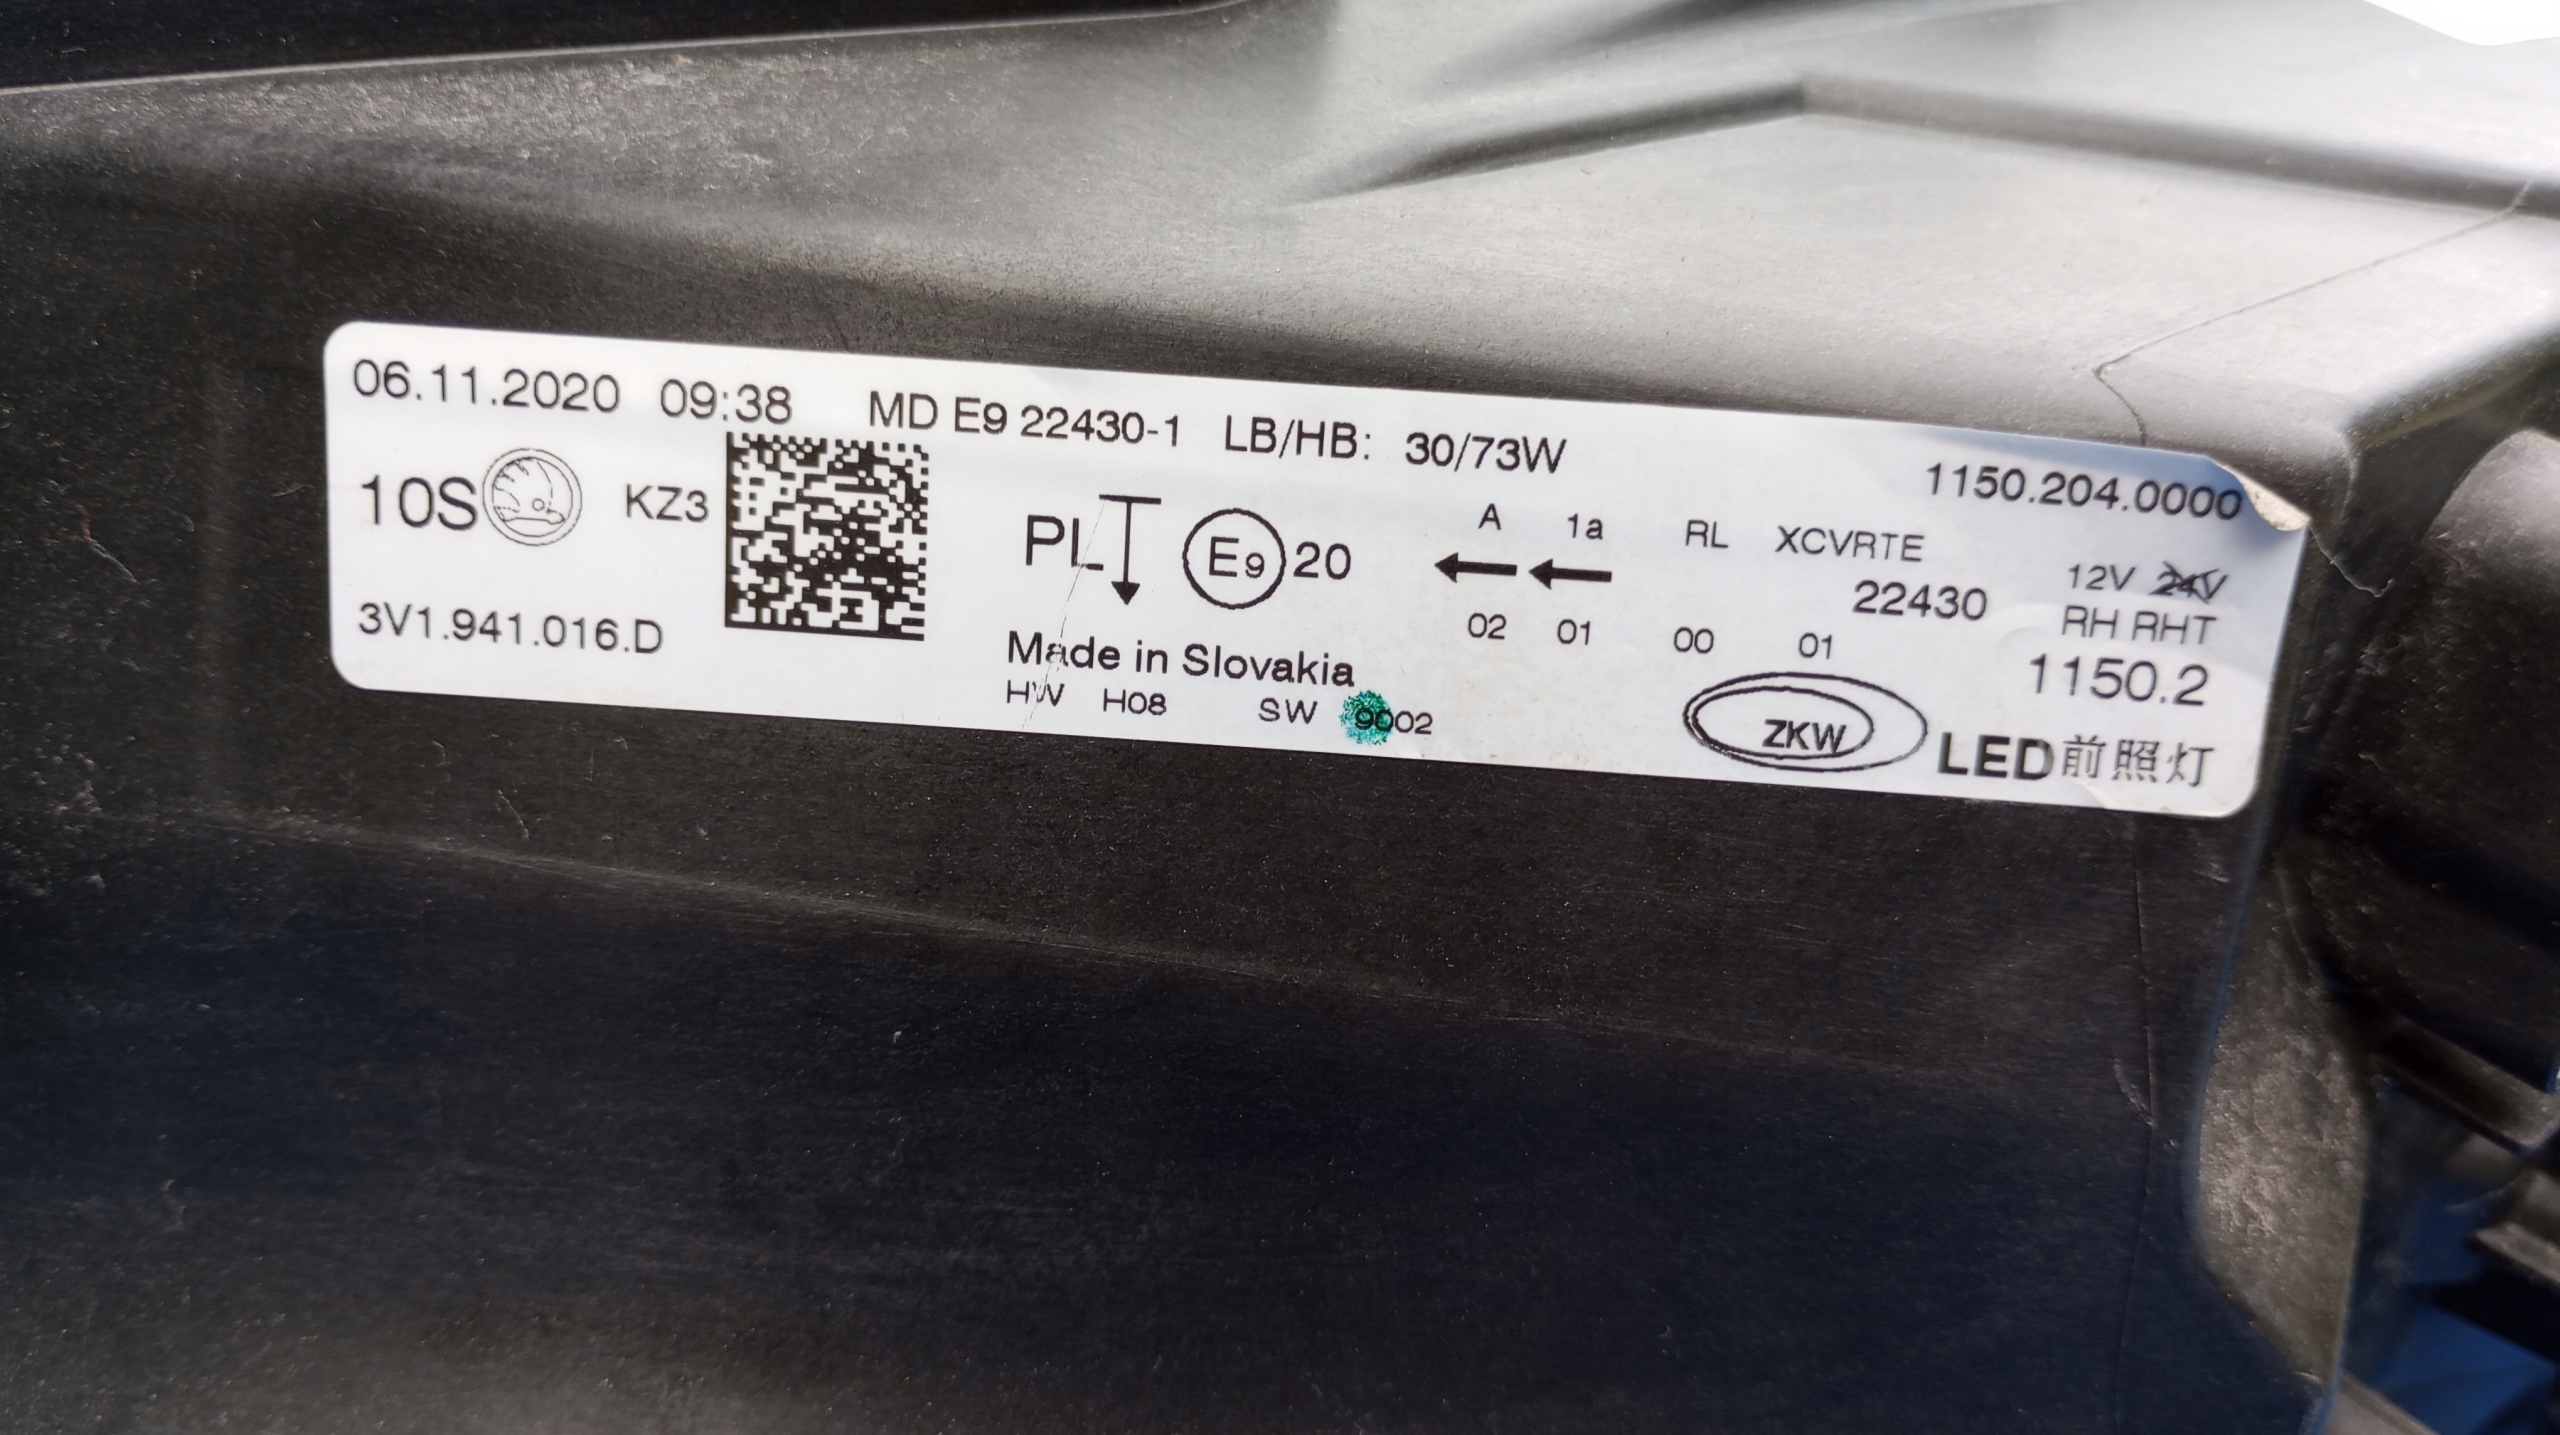 06.11.2020 09:38 MD E9 22430-1 LB/HB: 30/73W
1150.204.0000
10S KZ3 PL E9 20 A 1a RL XCVRTE
22430
12V 24V
RH RHT
02 01 00 01
3V1.941.016.D
Made in Slovakia
1150.2
HW H08 SW 9002
ZKW
LED前照灯